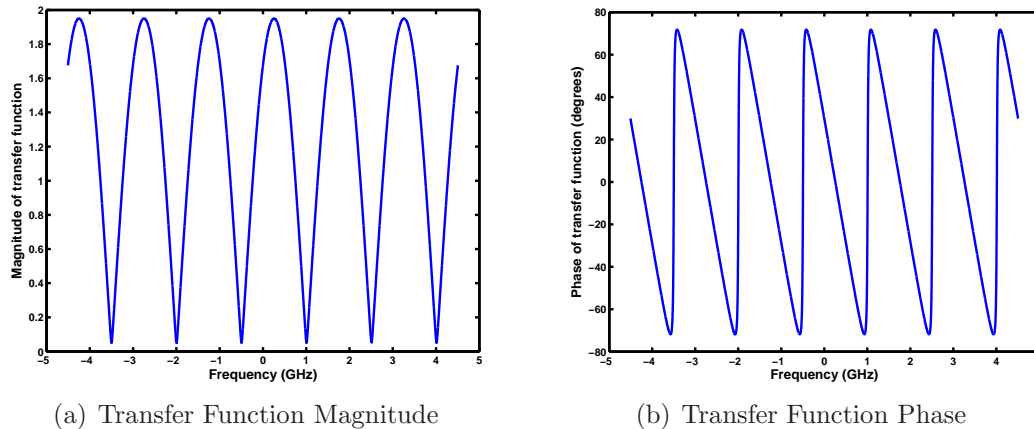 2
1.8
1.6
1.4
1.2
1
0.8
0.6
0.4
0.2
0
−5 −4 −3 −2 −1 0 1 2 3 4 5
Magnitude of transfer function
Frequency (GHz)
(a) Transfer Function Magnitude
80
60
40
20
0
−20
−40
−60
−80
−5 −4 −3 −2 −1 0 1 2 3 4 5
Phase of transfer function (degrees)
Frequency (GHz)
(b) Transfer Function Phase